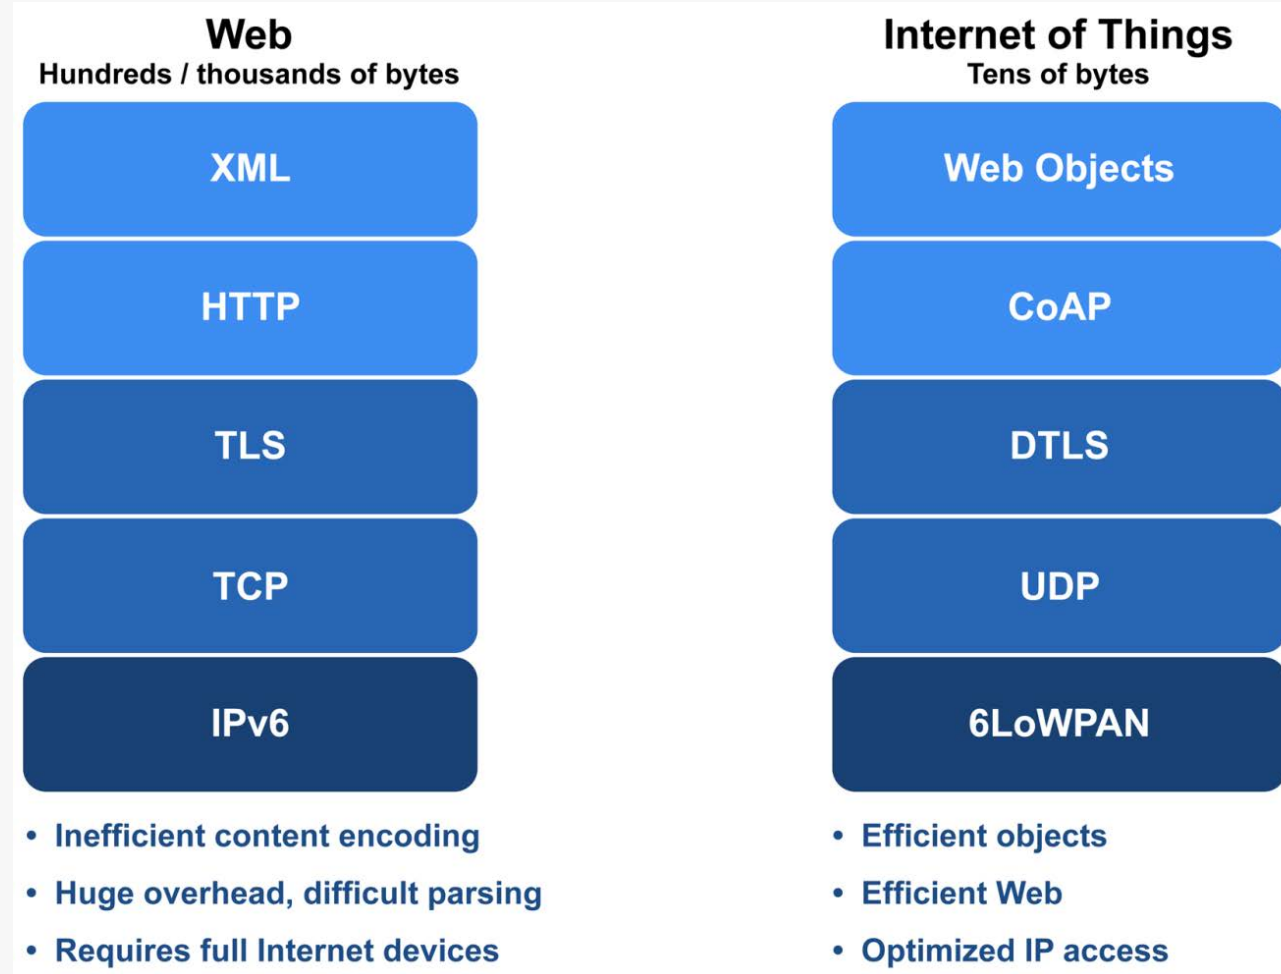 Web
Hundreds / thousands of bytes
XML
HTTP
TLS
TCP
IPv6
• Inefficient content encoding
• Huge overhead, difficult parsing
• Requires full Internet devices
Internet of Things
Tens of bytes
Web Objects
CoAP
DTLS
UDP
6LoWPAN
• Efficient objects
• Efficient Web
• Optimized IP access